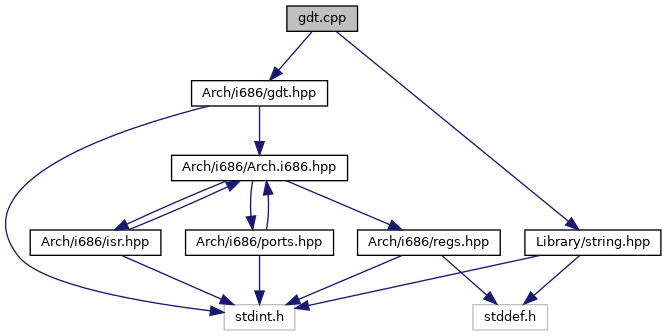 gdt.cpp
Arch/i686/gdt.hpp
Arch/i686/Arch.i686.hpp
Arch/i686/isr.hpp
Arch/i686/ports.hpp
Arch/i686/regs.hpp
Library/string.hpp
stdint.h
stddef.h